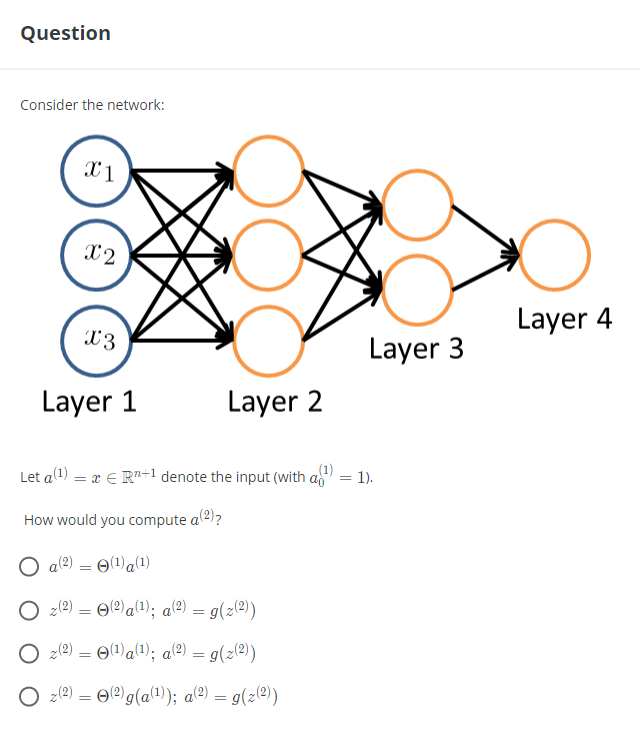 Question
Consider the network:
x₁
x₂
x₃
Layer 1
Layer 2
Layer 3
Layer 4
Let a⁽¹⁾ = x ∈ ℝⁿ⁺¹ denote the input (with a₀⁽¹⁾ = 1).
How would you compute a⁽²⁾?
a⁽²⁾ = Θ⁽¹⁾a⁽¹⁾
z⁽²⁾ = Θ⁽²⁾a⁽¹⁾; a⁽²⁾ = g(z⁽²⁾)
z⁽²⁾ = Θ⁽¹⁾a⁽¹⁾; a⁽²⁾ = g(z⁽²⁾)
z⁽²⁾ = Θ⁽²⁾g(a⁽¹⁾); a⁽²⁾ = g(z⁽²⁾)